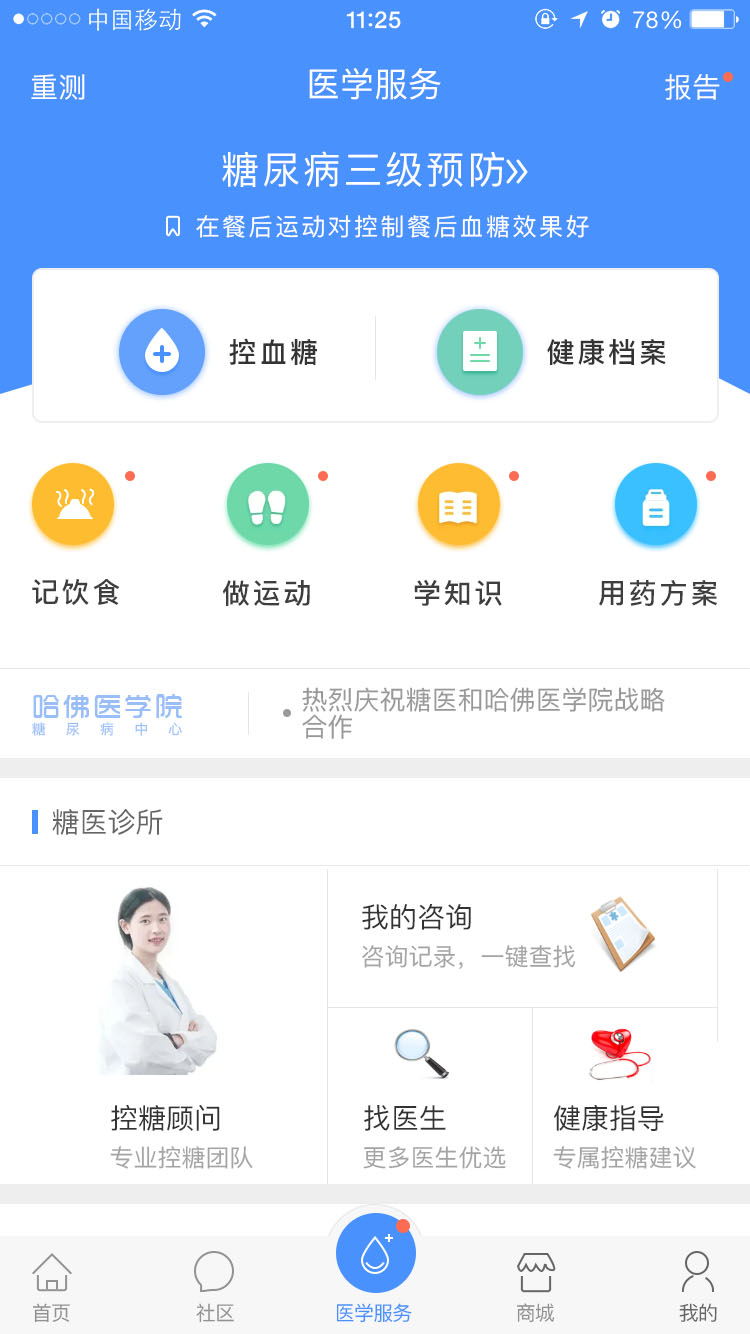 中国移动 11:25 78%
重测 医学服务 报告
糖尿病三级预防»
在餐后运动对控制餐后血糖效果好
控血糖 健康档案
记饮食 做运动 学知识 用药方案
哈佛医学院
糖尿病中心
• 热烈庆祝糖医和哈佛医学院战略
合作
糖医诊所
我的咨询
咨询记录，一键查找
控糖顾问 找医生 健康指导
专业控糖团队 更多医生优选 专属控糖建议
首页 社区 医学服务 商城 我的